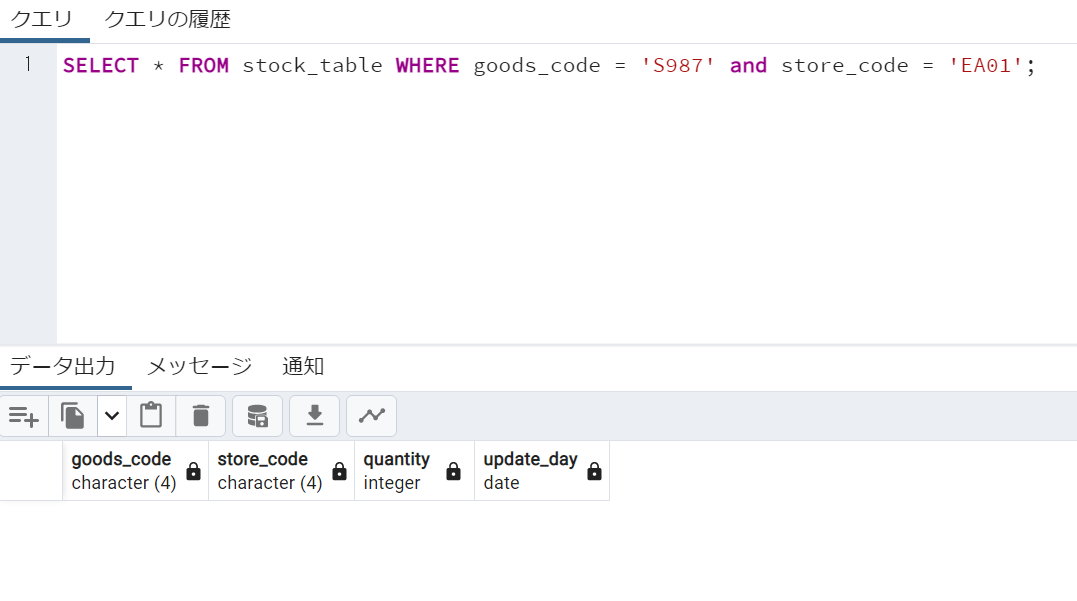 クエリ クエリの履歴
1 SELECT * FROM stock_table WHERE goods_code = 'S987' and store_code = 'EA01';
データ出力 メッセージ 通知
goods_code store_code quantity update_day
character (4) character (4) integer date